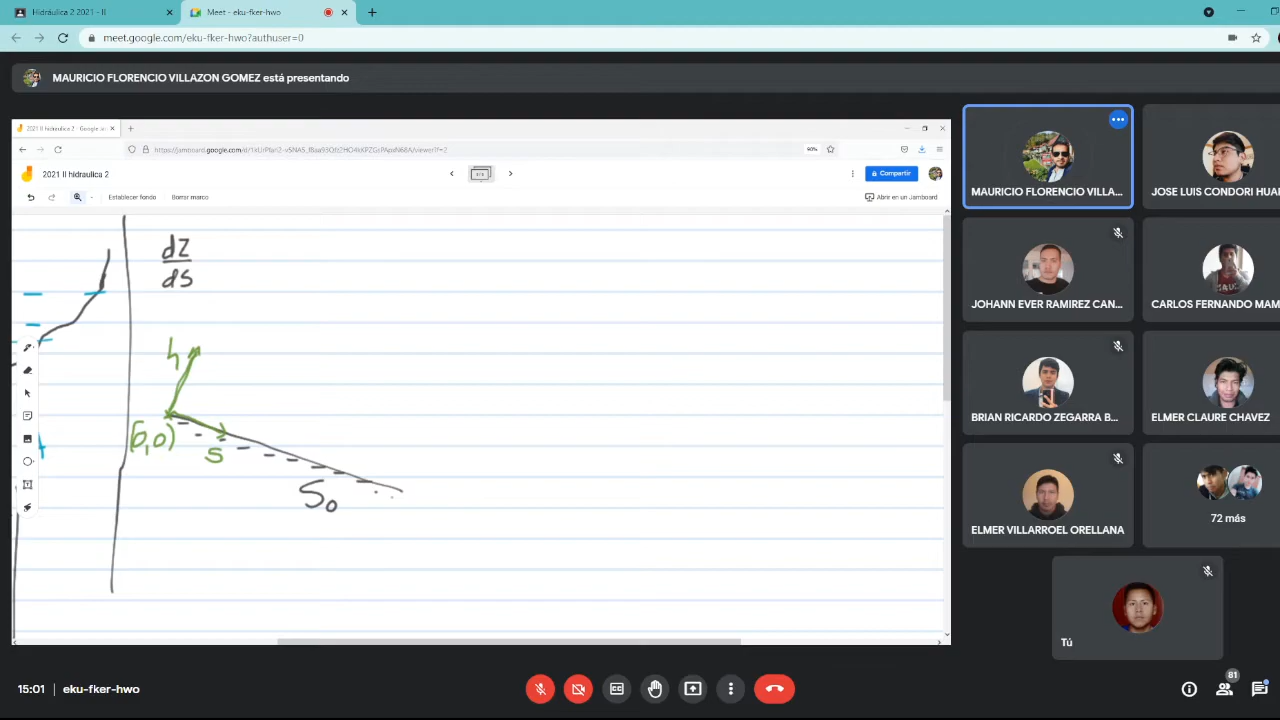 Hidráulica 2 2021 - II
Meet - eku-fker-hwo
meet.google.com/eku-fker-hwo?authuser=0
MAURICIO FLORENCIO VILLAZON GOMEZ está presentando
90%
2021 II hidraulica 2
Compartir
Establecer fondo
Borrar marco
Abrir en un Jamboard
dZ
dS
h
(0,0)
S
S₀
MAURICIO FLORENCIO VILLA...
JOSE LUIS CONDORI HUA
JOHANN EVER RAMIREZ CAN...
CARLOS FERNANDO MAM
BRIAN RICARDO ZEGARRA B...
ELMER CLAURE CHAVEZ
ELMER VILLARROEL ORELLANA
72 más
Tú
15:01 | eku-fker-hwo
81